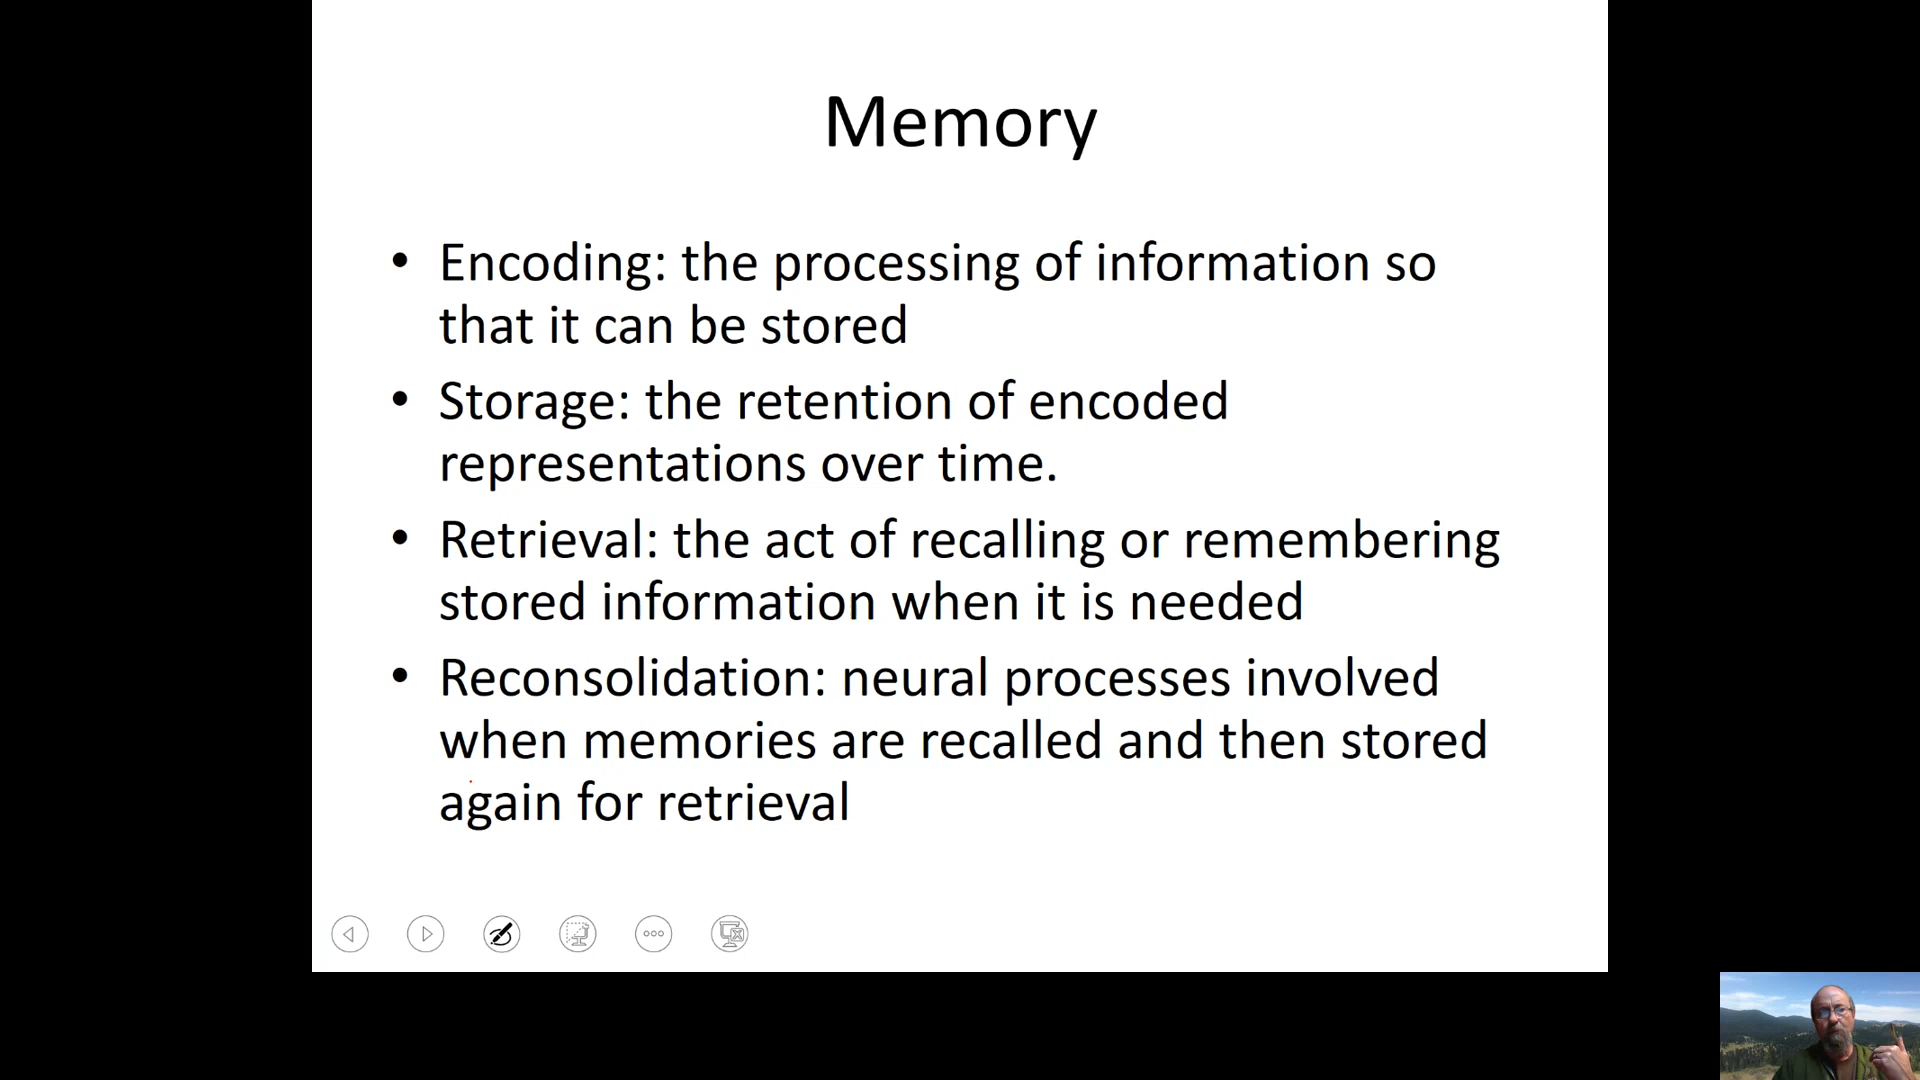 Memory
• Encoding: the processing of information so
that it can be stored
• Storage: the retention of encoded
representations over time.
• Retrieval: the act of recalling or remembering
stored information when it is needed
• Reconsolidation: neural processes involved
when memories are recalled and then stored
again for retrieval